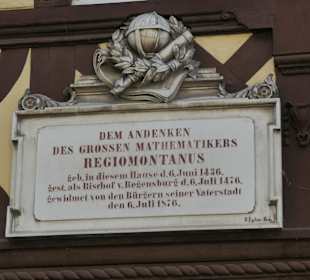 DEM ANDENKEN
DES GROSSEN MATHEMATIKERS
REGIOMONTANUS
geb. in diesem Hause d. 6. Juni 1436.
gest. als Bischof v. Regensburg d. 6. Juli 1476.
gewidmet von den Bürgern seiner Vaterstadt
den 6. Juli 1876.